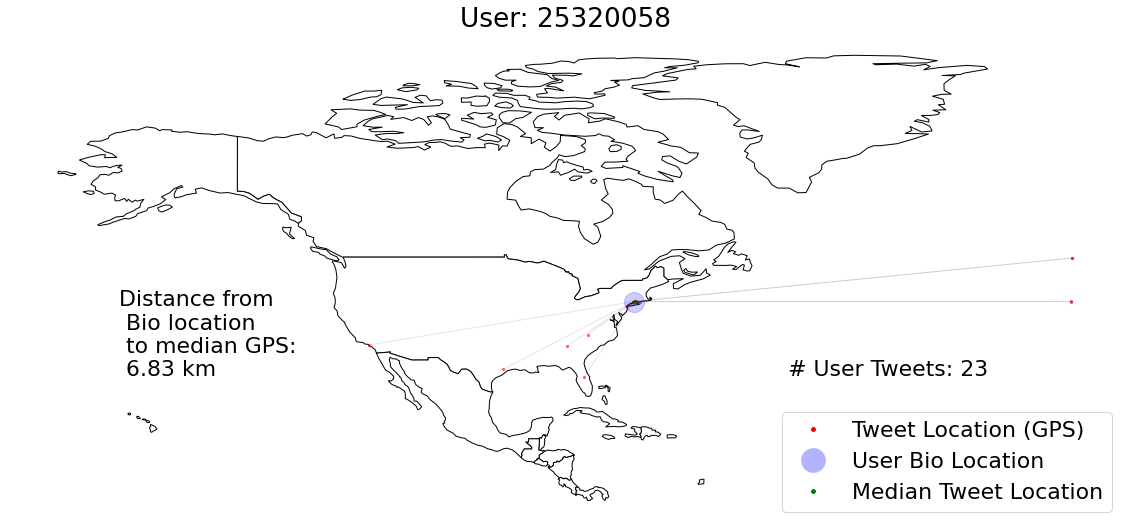 User: 25320058
Distance from
Bio location
to median GPS:
6.83 km
# User Tweets: 23
Tweet Location (GPS)
User Bio Location
Median Tweet Location